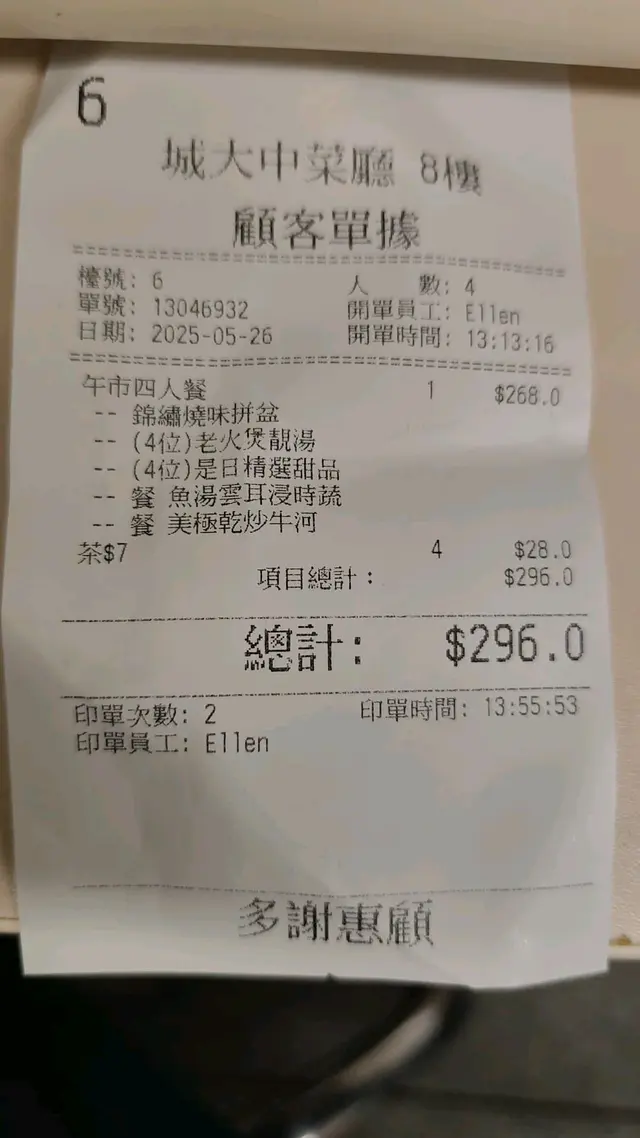 6
城大中菜廳 8樓
顧客單據
檯號: 6 人 數: 4
單號: 13046932 開單員工: Ellen
日期: 2025-05-26 開單時間: 13:13:16
午市四人餐 1 $268.0
-- 錦繡燒味拼盆
-- (4位)老火煲靚湯
-- (4位)是日精選甜品
-- 餐 魚湯雲耳浸時蔬
-- 餐 美極乾炒牛河
茶$7 4 $28.0
項目總計: $296.0
總計: $296.0
印單次數: 2 印單時間: 13:55:53
印單員工: Ellen
多謝惠顧